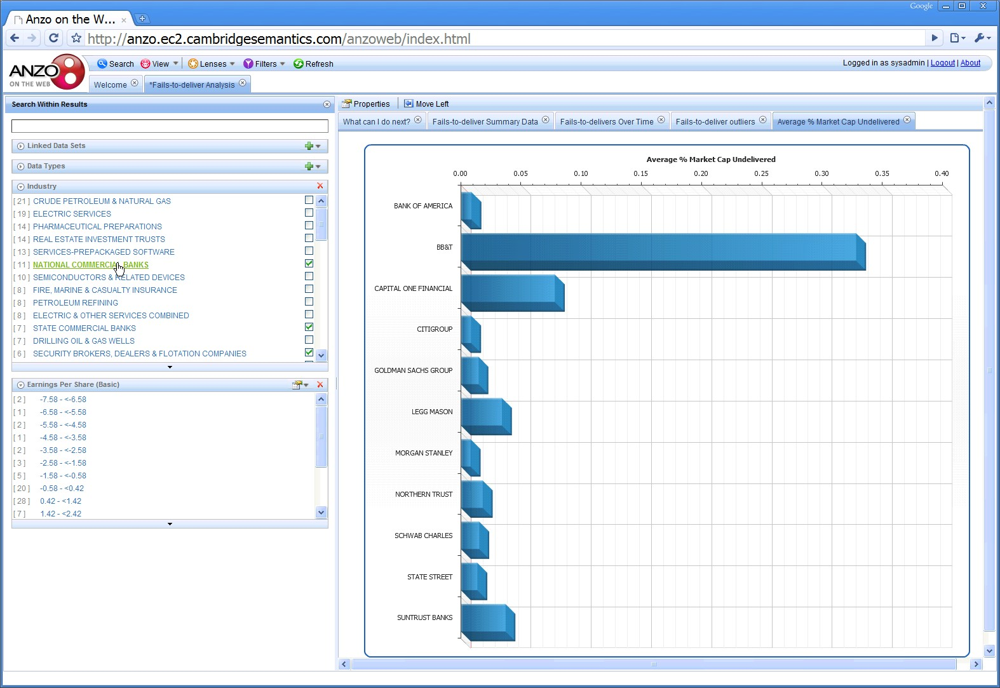 Google
Anzo on the W...
http://anzo.ec2.cambridgesemantics.com/anzoweb/index.html
ANZO
ON THE WEB
Search View Lenses Filters Refresh
Logged in as sysadmin | Logout | About
Welcome *Fails-to-deliver Analysis
Search Within Results
Properties Move Left
What can I do next? Fails-to-deliver Summary Data Fails-to-delivers Over Time Fails-to-deliver outliers Average % Market Cap Undelivered
Linked Data Sets
Data Types
Industry
[ 21 ] CRUDE PETROLEUM & NATURAL GAS
[ 19 ] ELECTRIC SERVICES
[ 14 ] PHARMACEUTICAL PREPARATIONS
[ 14 ] REAL ESTATE INVESTMENT TRUSTS
[ 13 ] SERVICES-PREPACKAGED SOFTWARE
[ 11 ] NATIONAL COMMERCIAL BANKS
[ 10 ] SEMICONDUCTORS & RELATED DEVICES
[ 8 ] FIRE, MARINE & CASUALTY INSURANCE
[ 8 ] PETROLEUM REFINING
[ 8 ] ELECTRIC & OTHER SERVICES COMBINED
[ 7 ] STATE COMMERCIAL BANKS
[ 7 ] DRILLING OIL & GAS WELLS
[ 6 ] SECURITY BROKERS, DEALERS & FLOTATION COMPANIES
Earnings Per Share (Basic)
[ 2 ] -7.58 - <-6.58
[ 1 ] -6.58 - <-5.58
[ 2 ] -5.58 - <-4.58
[ 1 ] -4.58 - <-3.58
[ 2 ] -3.58 - <-2.58
[ 3 ] -2.58 - <-1.58
[ 5 ] -1.58 - <-0.58
[ 20 ] -0.58 - <0.42
[ 28 ] 0.42 - <1.42
[ 7 ] 1.42 - <2.42
Average % Market Cap Undelivered
0.00 0.05 0.10 0.15 0.20 0.25 0.30 0.35 0.40
BANK OF AMERICA
BB&T
CAPITAL ONE FINANCIAL
CITIGROUP
GOLDMAN SACHS GROUP
LEGG MASON
MORGAN STANLEY
NORTHERN TRUST
SCHWAB CHARLES
STATE STREET
SUNTRUST BANKS